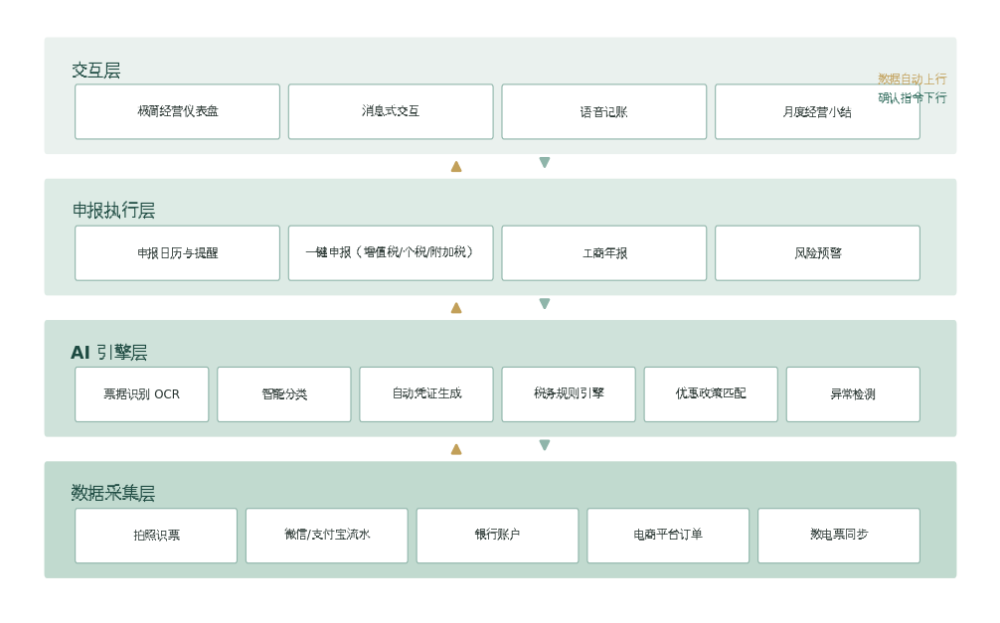 交互层
数据自动上行
确认指令下行
极简经营仪表盘
消息式交互
语音记账
月度经营小结
申报执行层
申报日历与提醒
一键申报（增值税/个税/附加税）
工商年报
风险预警
AI 引擎层
票据识别 OCR
智能分类
自动凭证生成
税务规则引擎
优惠政策匹配
异常检测
数据采集层
拍照识票
微信/支付宝流水
银行账户
电商平台订单
数电票同步